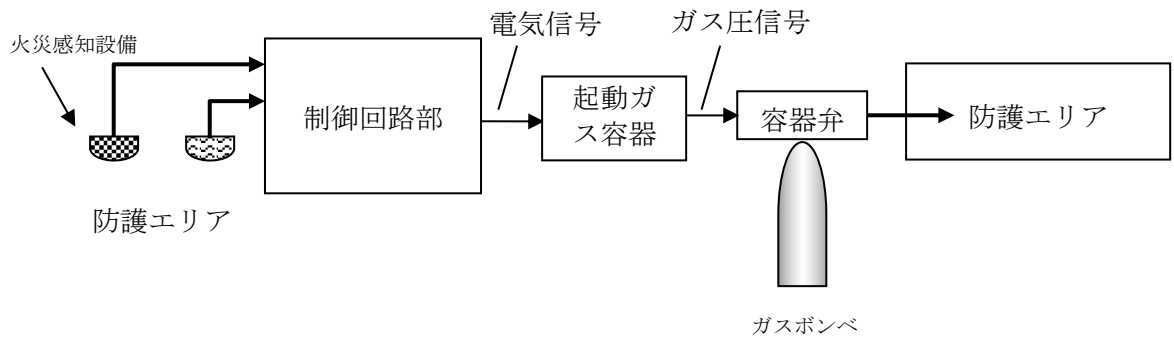 火災感知設備
電気信号
ガス圧信号
制御回路部
起動ガ
ス容器
容器弁
防護エリア
防護エリア
ガスボンベ